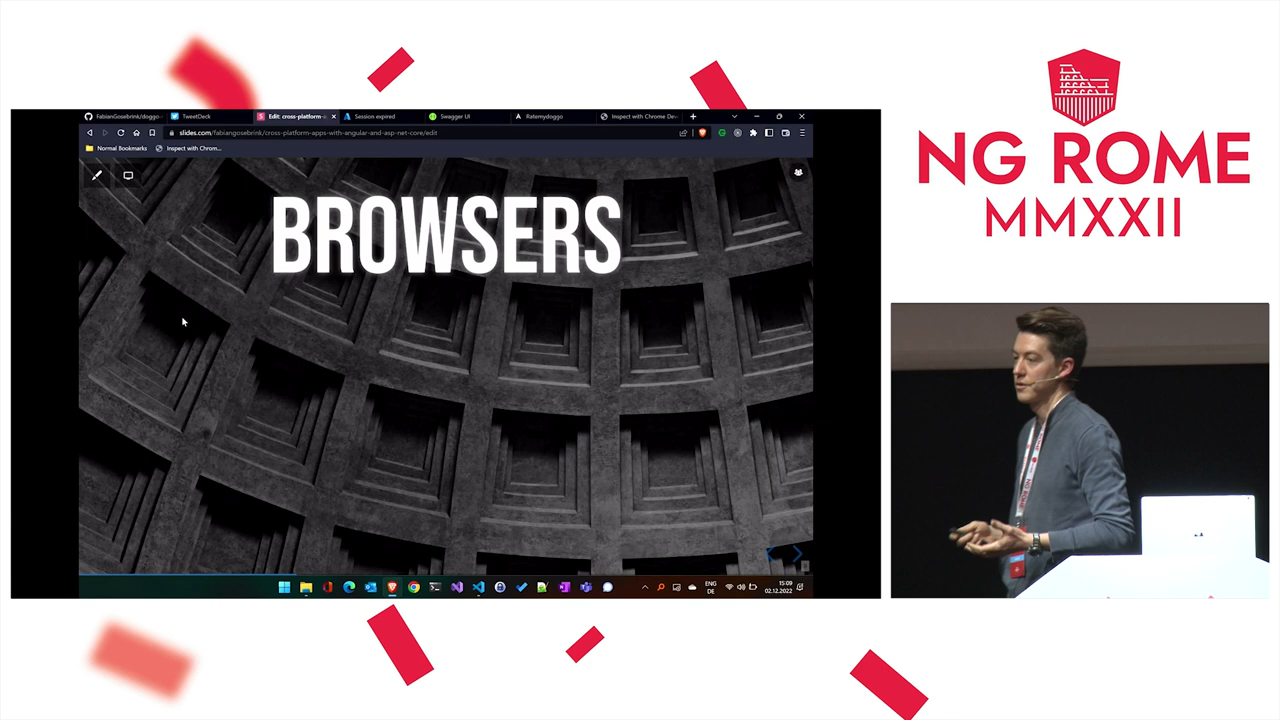 FabianGosebrink/doggo-
TweetDeck
Edit: cross-platform-a
Session expired
Swagger UI
Ratemydoggo
Inspect with Chrome Dev
slides.com/fabiangosebrink/cross-platform-apps-with-angular-and-asp-net-core/edit
Normal Bookmarks
Inspect with Chrom...
BROWSERS
ENG
DE
15:09
02.12.2022
NG ROME
MMXXII